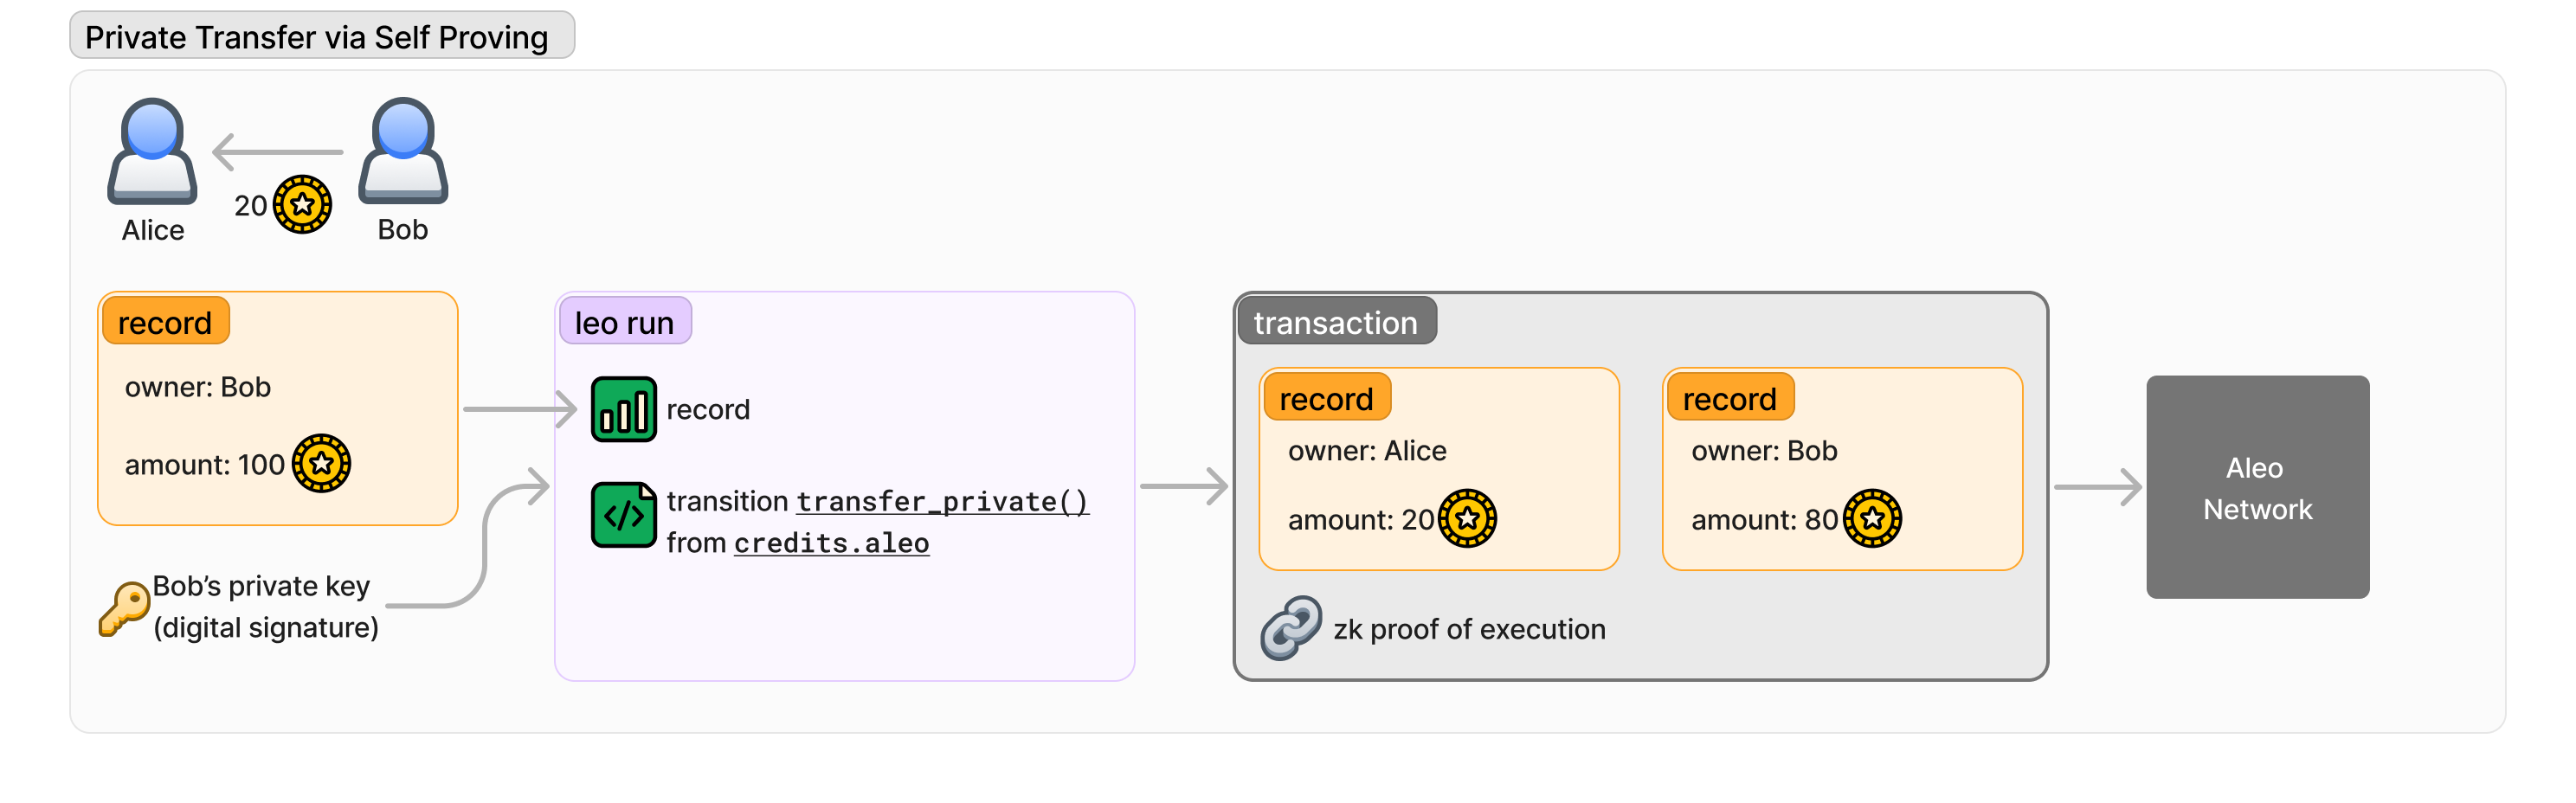 Private Transfer via Self Proving
20
Alice
Bob
record
owner: Bob
amount: 100
Bob’s private key
(digital signature)
leo run
record
transition transfer_private()
from credits.aleo
transaction
record
owner: Alice
amount: 20
record
owner: Bob
amount: 80
zk proof of execution
Aleo
Network